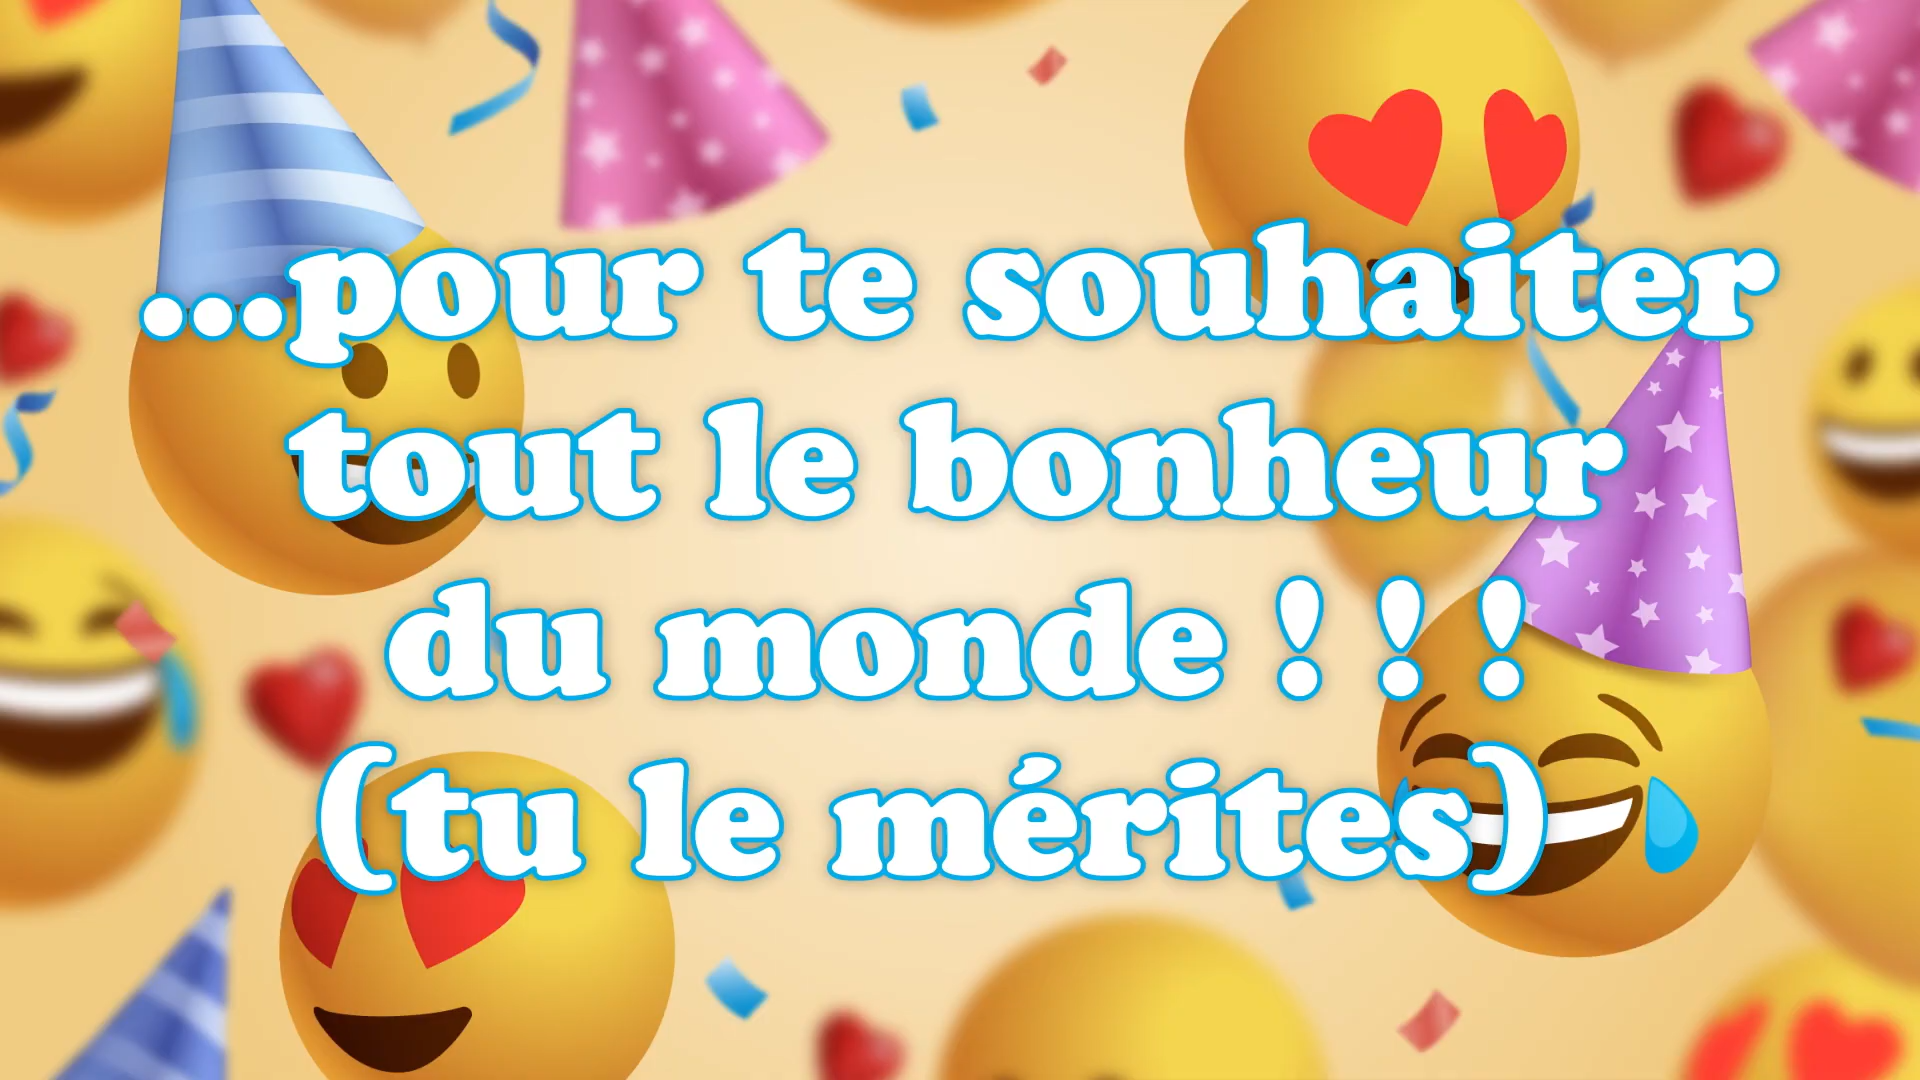 ...pour te souhaiter
tout le bonheur
du monde ! ! !
(tu le mérites)